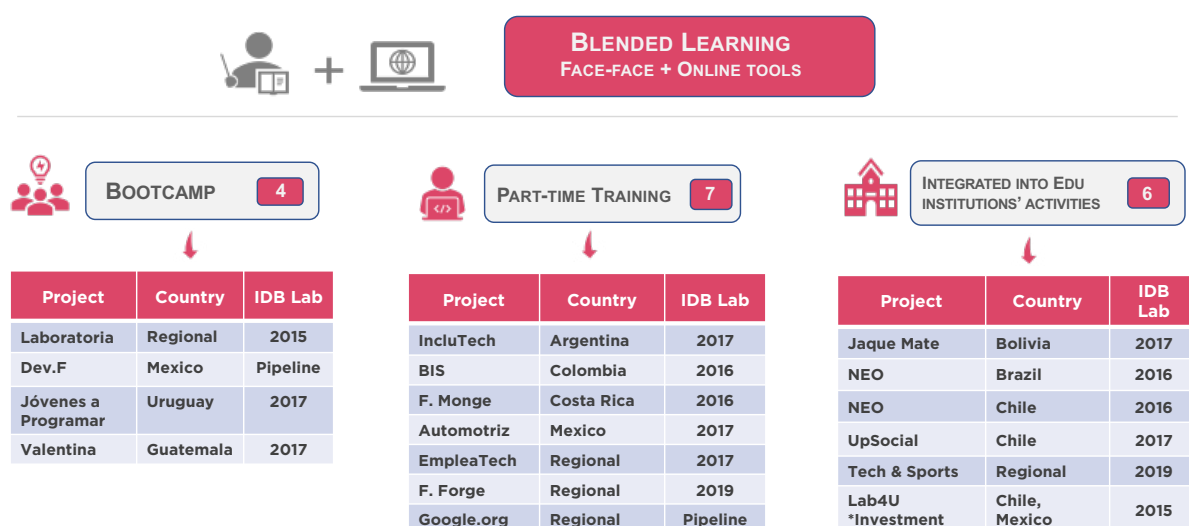 BLENDED LEARNING
FACE-FACE + ONLINE TOOLS
BOOTCAMP 4
Project Country IDB Lab
Laboratoria Regional 2015
Dev.F Mexico Pipeline
Jóvenes a Uruguay 2017
Programar
Valentina Guatemala 2017
PART-TIME TRAINING 7
Project Country IDB Lab
IncluTech Argentina 2017
BIS Colombia 2016
F. Monge Costa Rica 2016
Automotriz Mexico 2017
EmpleaTech Regional 2017
F. Forge Regional 2019
Google.org Regional Pipeline
INTEGRATED INTO EDU
INSTITUTIONS’ ACTIVITIES 6
Project Country IDB
Lab
Jaque Mate Bolivia 2017
NEO Brazil 2016
NEO Chile 2016
UpSocial Chile 2017
Tech & Sports Regional 2019
Lab4U Chile, 2015
*Investment Mexico